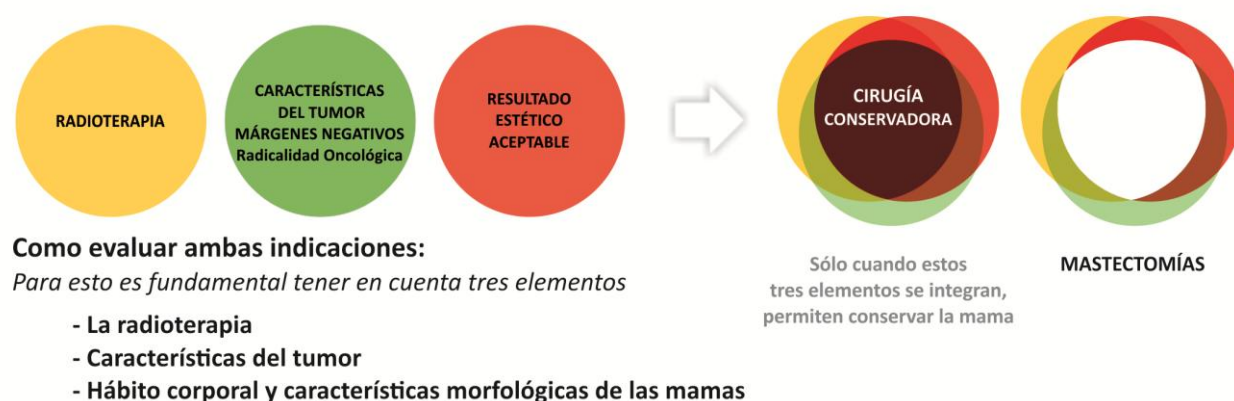 RADIOTERAPIA
CARACTERÍSTICAS
DEL TUMOR
MÁRGENES NEGATIVOS
Radicalidad Oncológica
RESULTADO
ESTÉTICO
ACEPTABLE
CIRUGÍA
CONSERVADORA
Sólo cuando estos
tres elementos se integran,
permiten conservar la mama
MASTECTOMÍAS
Como evaluar ambas indicaciones:
Para esto es fundamental tener en cuenta tres elementos
- La radioterapia
- Características del tumor
- Hábito corporal y características morfológicas de las mamas